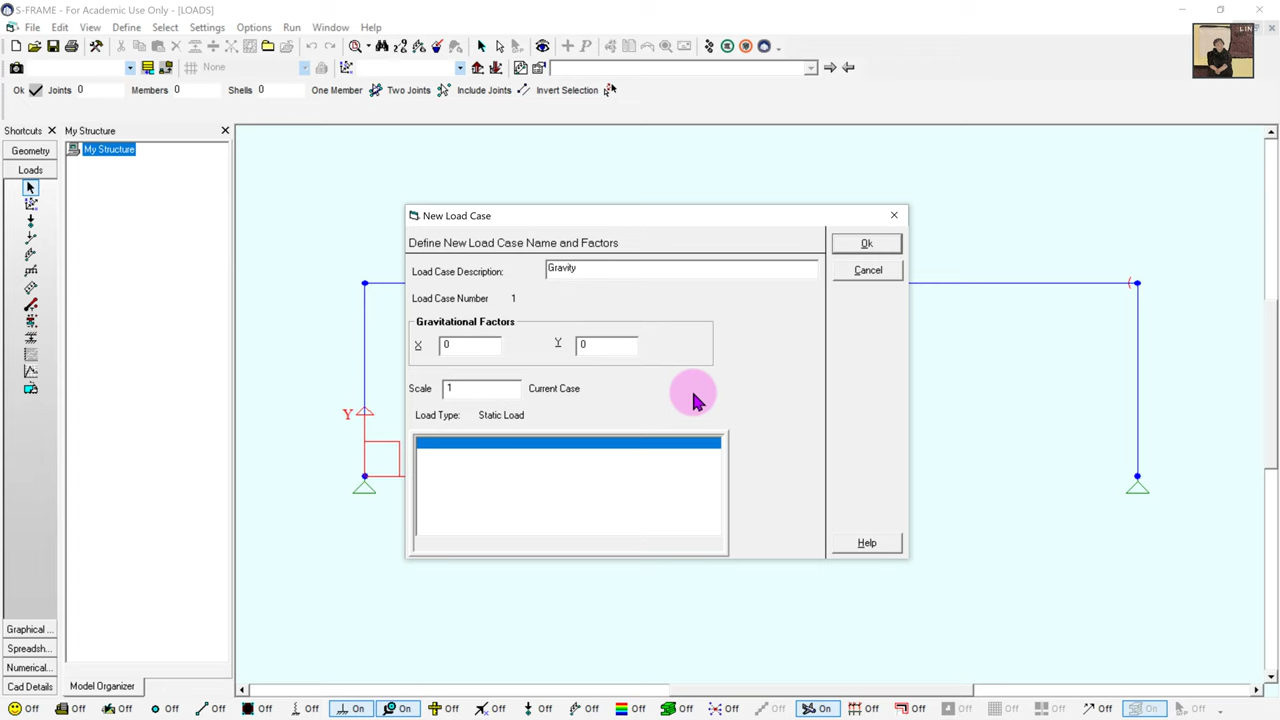 S-FRAME - For Academic Use Only - [LOADS]
File Edit View Define Select Settings Options Run Window Help
None
Ok Joints 0 Members 0 Shells 0 One Member Two Joints Include Joints Invert Selection
Shortcuts
My Structure
Geometry
Loads
My Structure
New Load Case
Define New Load Case Name and Factors
Ok
Load Case Description: Gravity
Cancel
Load Case Number 1
Gravitational Factors
X 0 Y 0
Scale 1 Current Case
Load Type: Static Load
Help
Y
LIN
Graphical ...
Spreadsh...
Numerical...
Cad Details
Model Organizer
Off Off Off Off Off Off Off On On Off Off Off Off Off Off Off Off On Off Off Off Off Off Off On Off